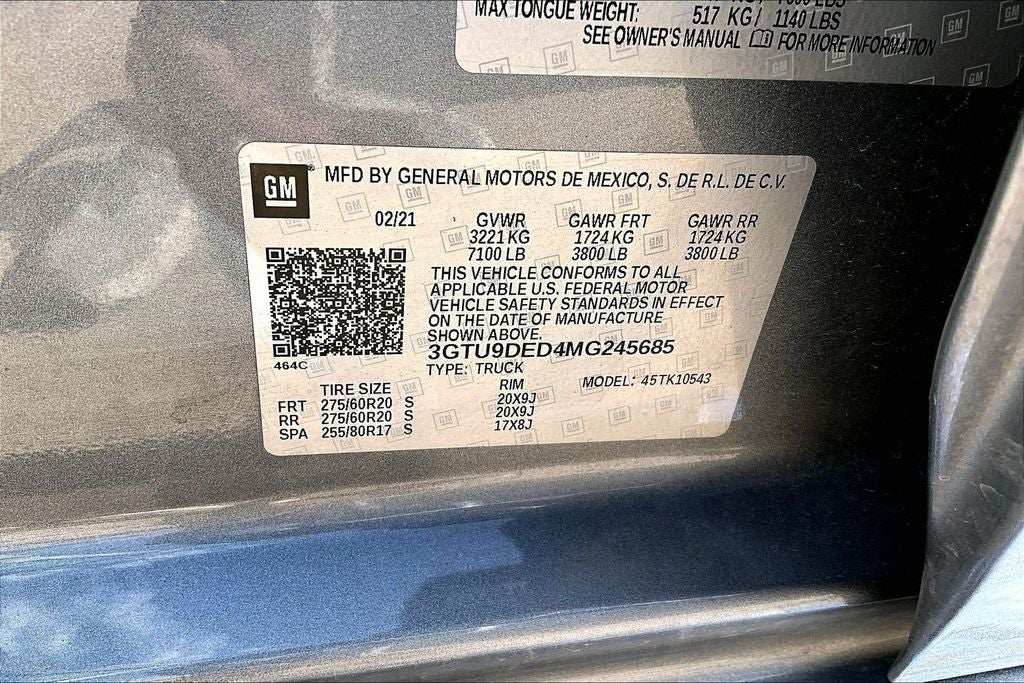 MAX TONGUE WEIGHT: 517 KG/ 1140 LBS
SEE OWNER'S MANUAL FOR MORE INFORMATION
GM
MFD BY GENERAL MOTORS DE MEXICO, S. DE R.L. DE C.V.
02/21 GVWR GAWR FRT GAWR RR
3221 KG 1724 KG 1724 KG
7100 LB 3800 LB 3800 LB
THIS VEHICLE CONFORMS TO ALL
APPLICABLE U.S. FEDERAL MOTOR
VEHICLE SAFETY STANDARDS IN EFFECT
ON THE DATE OF MANUFACTURE
SHOWN ABOVE.
3GTU9DED4MG245685
464C
TYPE: TRUCK
MODEL: 45TK10543
TIRE SIZE RIM
FRT 275/60R20 S 20X9J
RR 275/60R20 S 20X9J
SPA 255/80R17 S 17X8J